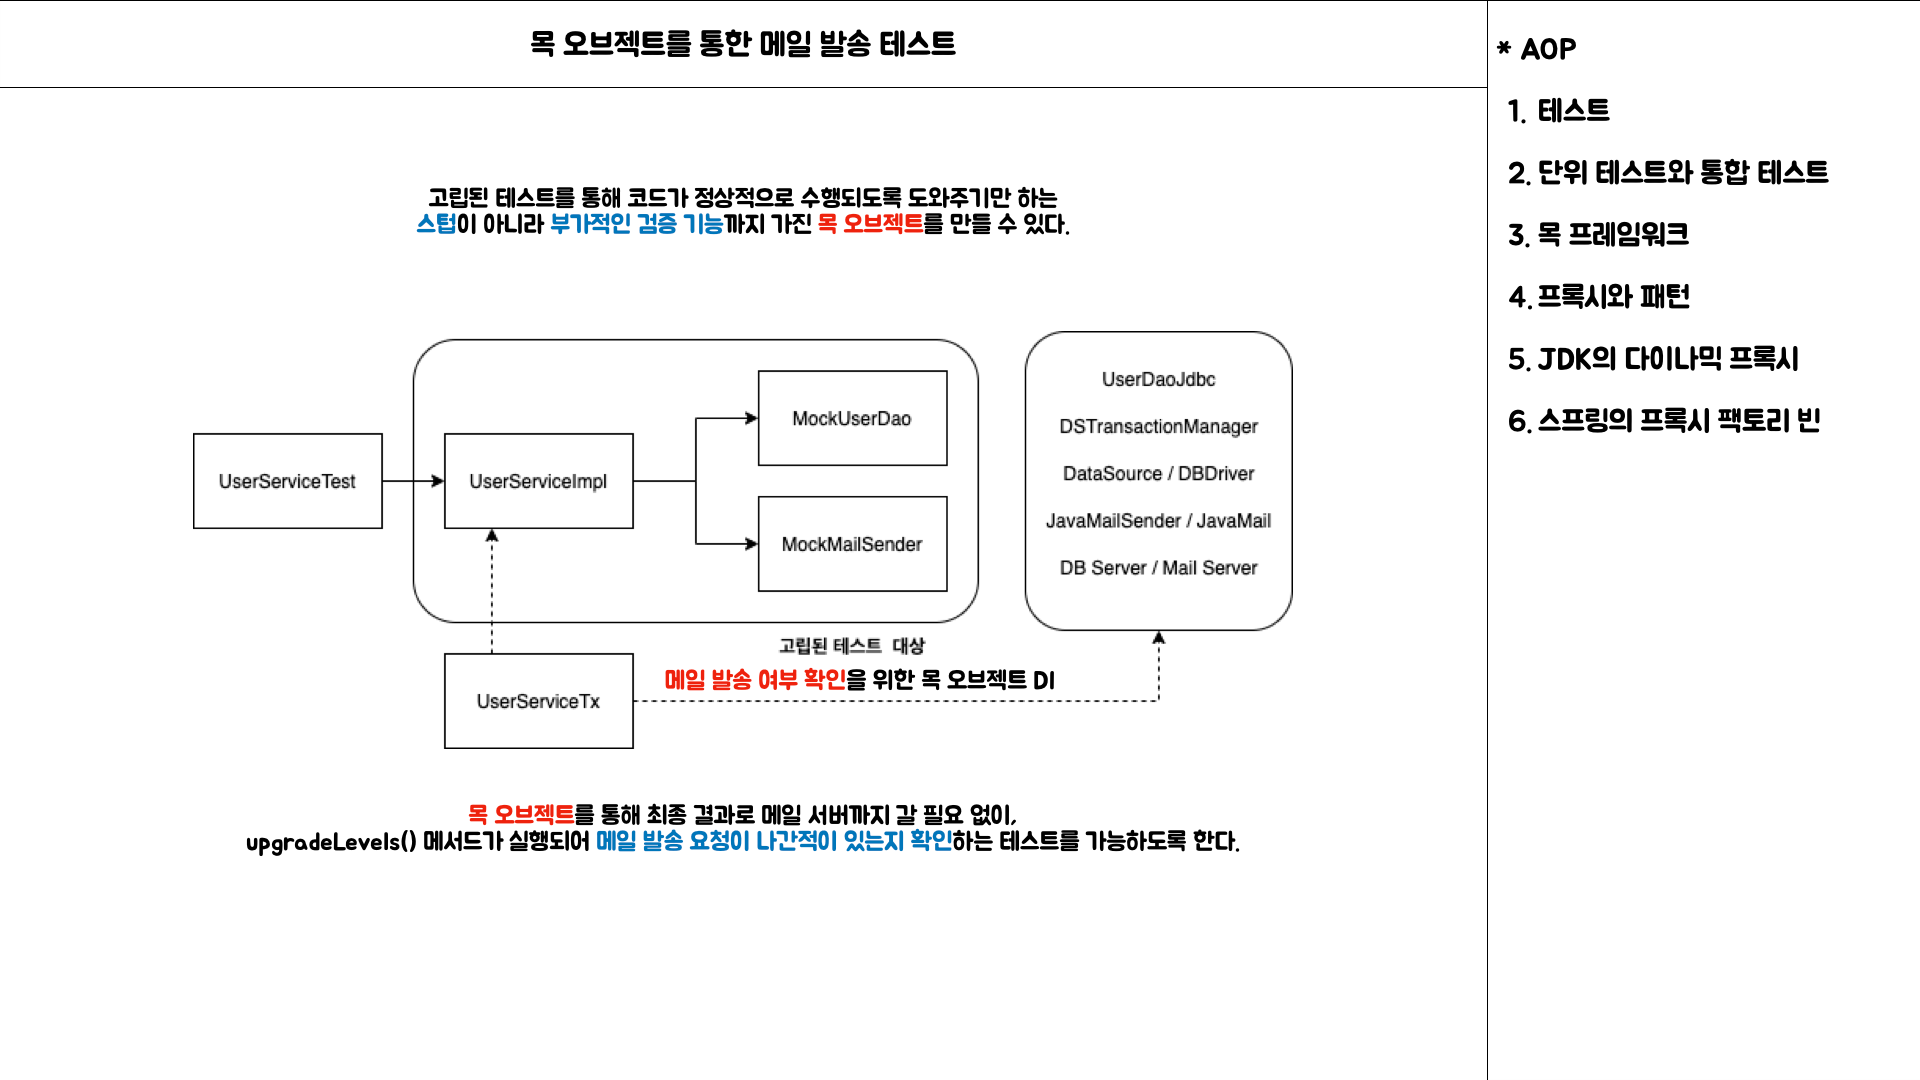 목 오브젝트를 통한 메일 발송 테스트
고립된 테스트를 통해 코드가 정상적으로 수행되도록 도와주기만 하는
스텁이 아니라 부가적인 검증 기능까지 가진 목 오브젝트를 만들 수 있다.
UserServiceTest
UserServiceImpl
MockUserDao
MockMailSender
UserDaoJdbc
DSTransactionManager
DataSource / DBDriver
JavaMailSender / JavaMail
DB Server / Mail Server
고립된 테스트 대상
메일 발송 여부 확인을 위한 목 오브젝트 DI
UserServiceTx
목 오브젝트를 통해 최종 결과로 메일 서버까지 갈 필요 없이,
upgradeLevels() 메서드가 실행되어 메일 발송 요청이 나간적이 있는지 확인하는 테스트를 가능하도록 한다.
* AOP
1. 테스트
2. 단위 테스트와 통합 테스트
3. 목 프레임워크
4. 프록시와 패턴
5. JDK의 다이나믹 프록시
6. 스프링의 프록시 팩토리 빈